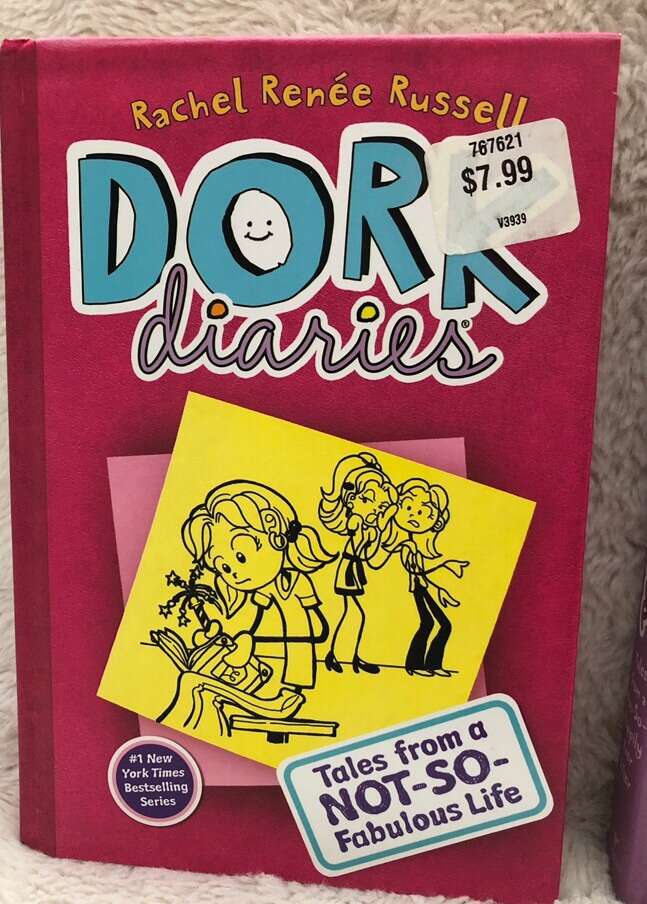 Rachel Renée Russell
767621
$7.99
V3939
DORK
diaries®
#1 New
York Times
Bestselling
Series
Tales from a
NOT-SO-
Fabulous Life